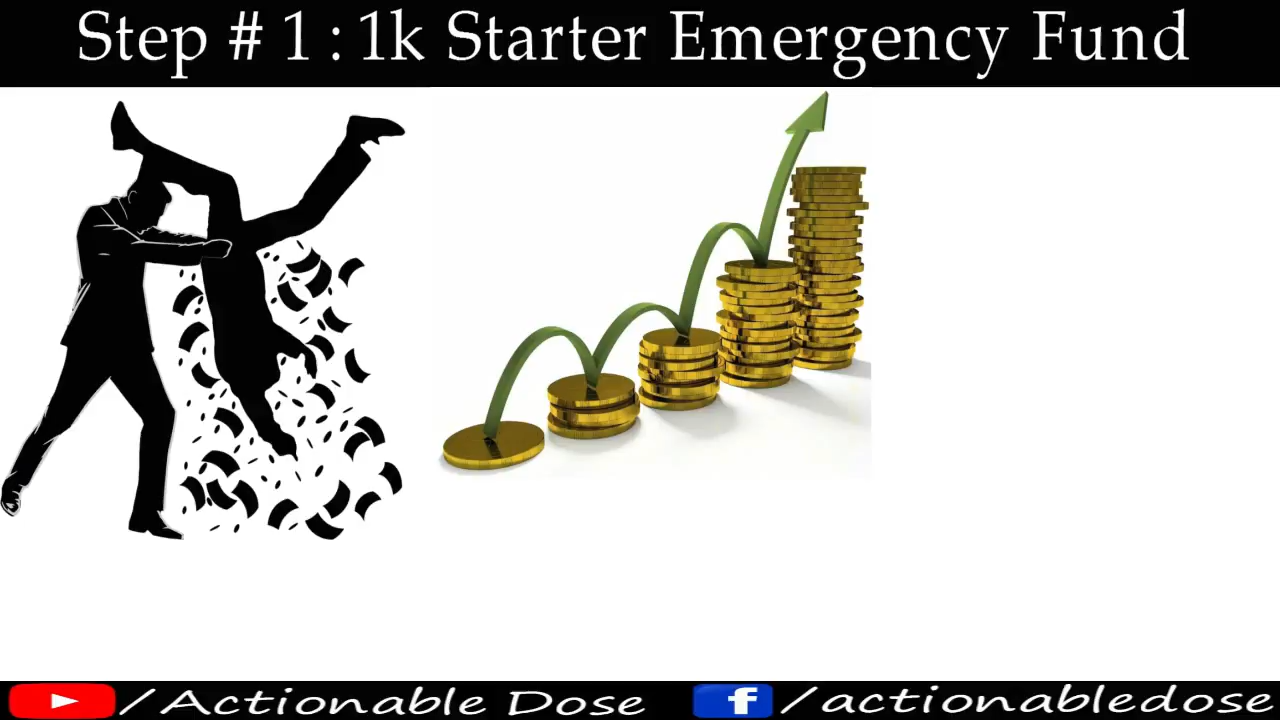 Step # 1 : 1k Starter Emergency Fund
/Actionable Dose f /actionabledose